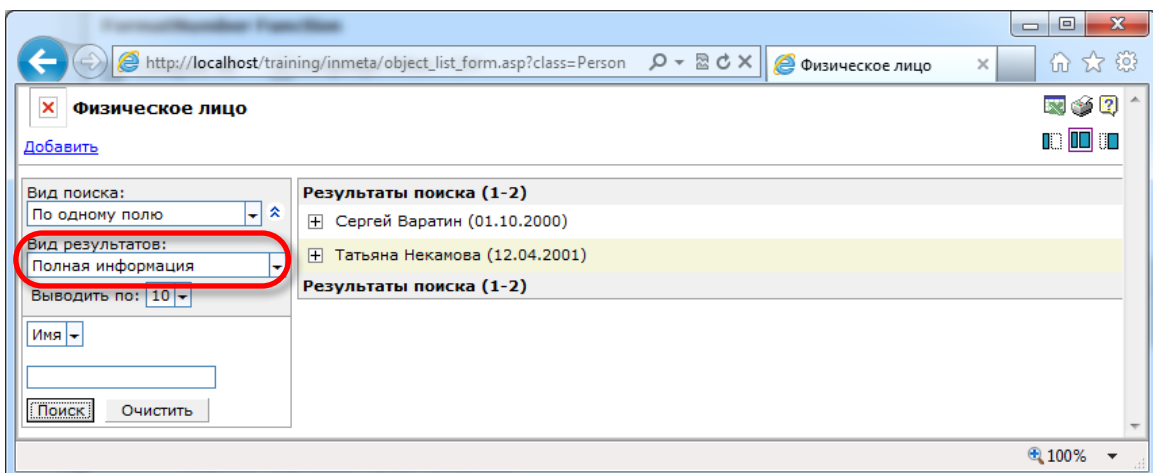 FormatNumber Function
http://localhost/training/inmeta/object_list_form.asp?class=Person
Физическое лицо
Физическое лицо
Добавить
Вид поиска:
По одному полю
Вид результатов:
Полная информация
Выводить по: 10
Имя
Поиск Очистить
Результаты поиска (1-2)
Сергей Варатин (01.10.2000)
Татьяна Некамова (12.04.2001)
Результаты поиска (1-2)
100%